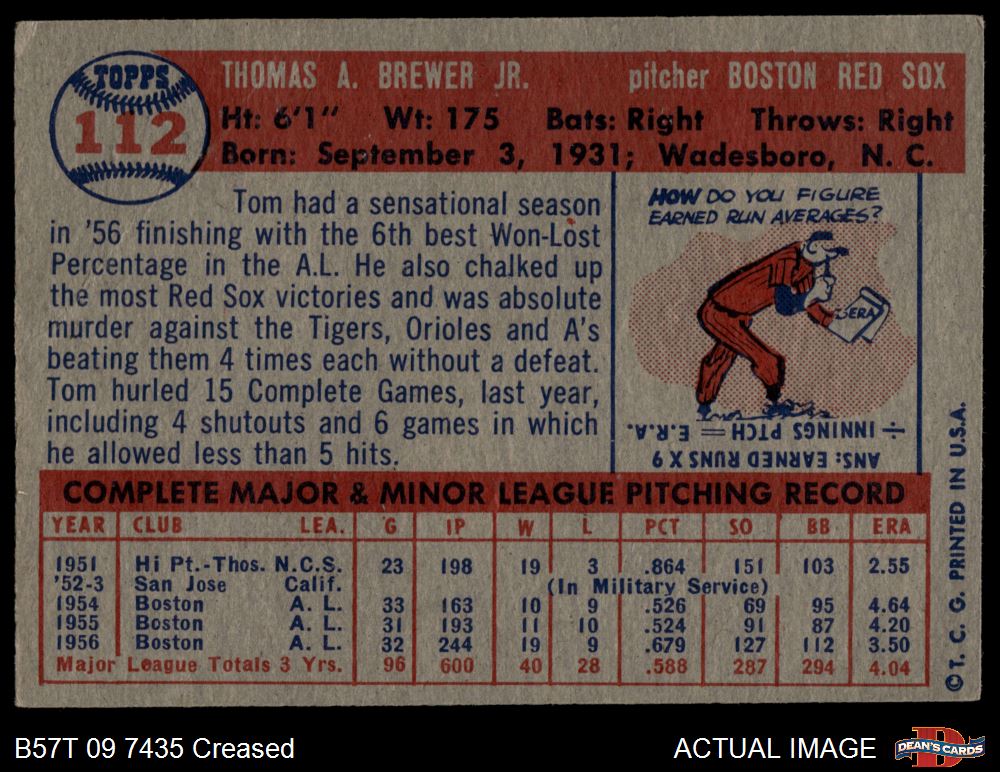 TOPPS
112
THOMAS A. BREWER JR. pitcher BOSTON RED SOX
Ht: 6'1" Wt: 175 Bats: Right Throws: Right
Born: September 3, 1931; Wadesboro, N. C.
Tom had a sensational season
in '56 finishing with the 6th best Won-Lost
Percentage in the A.L. He also chalked up
the most Red Sox victories and was absolute
murder against the Tigers, Orioles and A's
beating them 4 times each without a defeat.
Tom hurled 15 Complete Games, last year,
including 4 shutouts and 6 games in which
he allowed less than 5 hits.
HOW DO YOU FIGURE
EARNED RUN AVERAGES?
ERA
ANS: EARNED RUNS X 9
÷ INNINGS PTCH = E.R.A.
COMPLETE MAJOR & MINOR LEAGUE PITCHING RECORD
YEAR CLUB LEA. G IP W L PCT SO BB ERA
1951 Hi Pt.-Thos. N.C.S. 23 198 19 3 .864 151 103 2.55
'52-3 San Jose Calif. (In Military Service)
1954 Boston A. L. 33 163 10 9 .526 69 95 4.64
1955 Boston A. L. 31 193 11 10 .524 91 87 4.20
1956 Boston A. L. 32 244 19 9 .679 127 112 3.50
Major League Totals 3 Yrs. 96 600 40 28 .588 287 294 4.04
©T. C. G. PRINTED IN U.S.A.
B57T 09 7435 Creased
ACTUAL IMAGE
DEAN'S CARDS